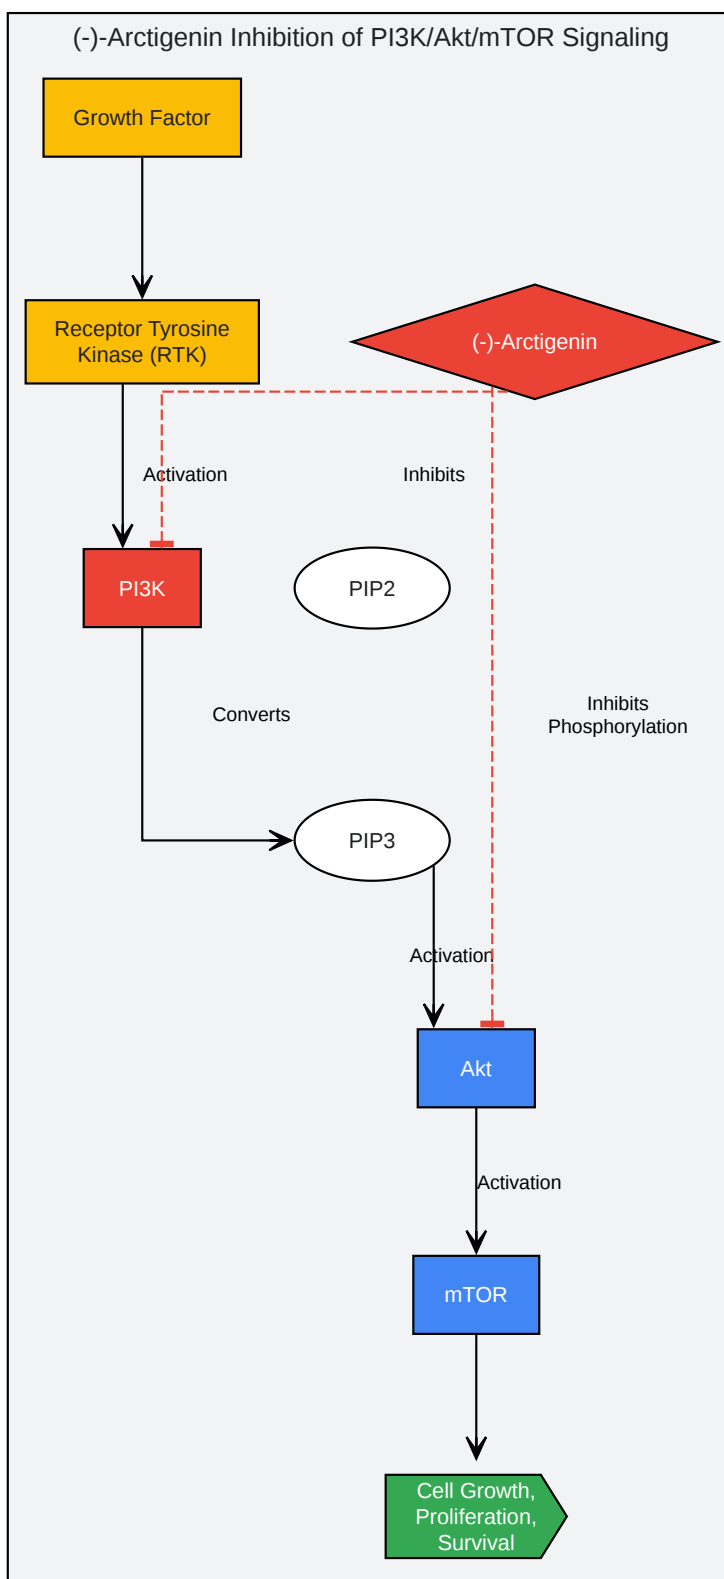 (-)-Arctigenin Inhibition of PI3K/Akt/mTOR Signaling
Growth Factor
Receptor Tyrosine
Kinase (RTK)
(-)-Arctigenin
Activation
Inhibits
PI3K
PIP2
Converts
Inhibits
Phosphorylation
PIP3
Activation
Akt
Activation
mTOR
Cell Growth,
Proliferation,
Survival